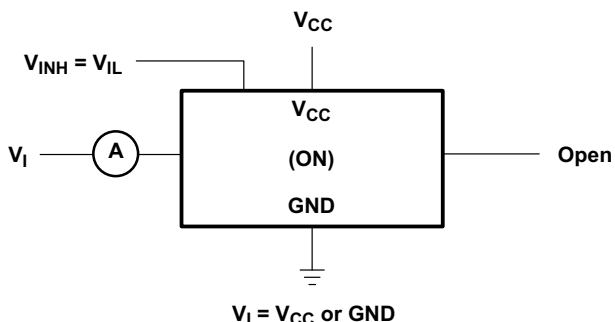 VCC
VINH = VIL
VCC
VI
A
(ON)
Open
GND
VI = VCC or GND